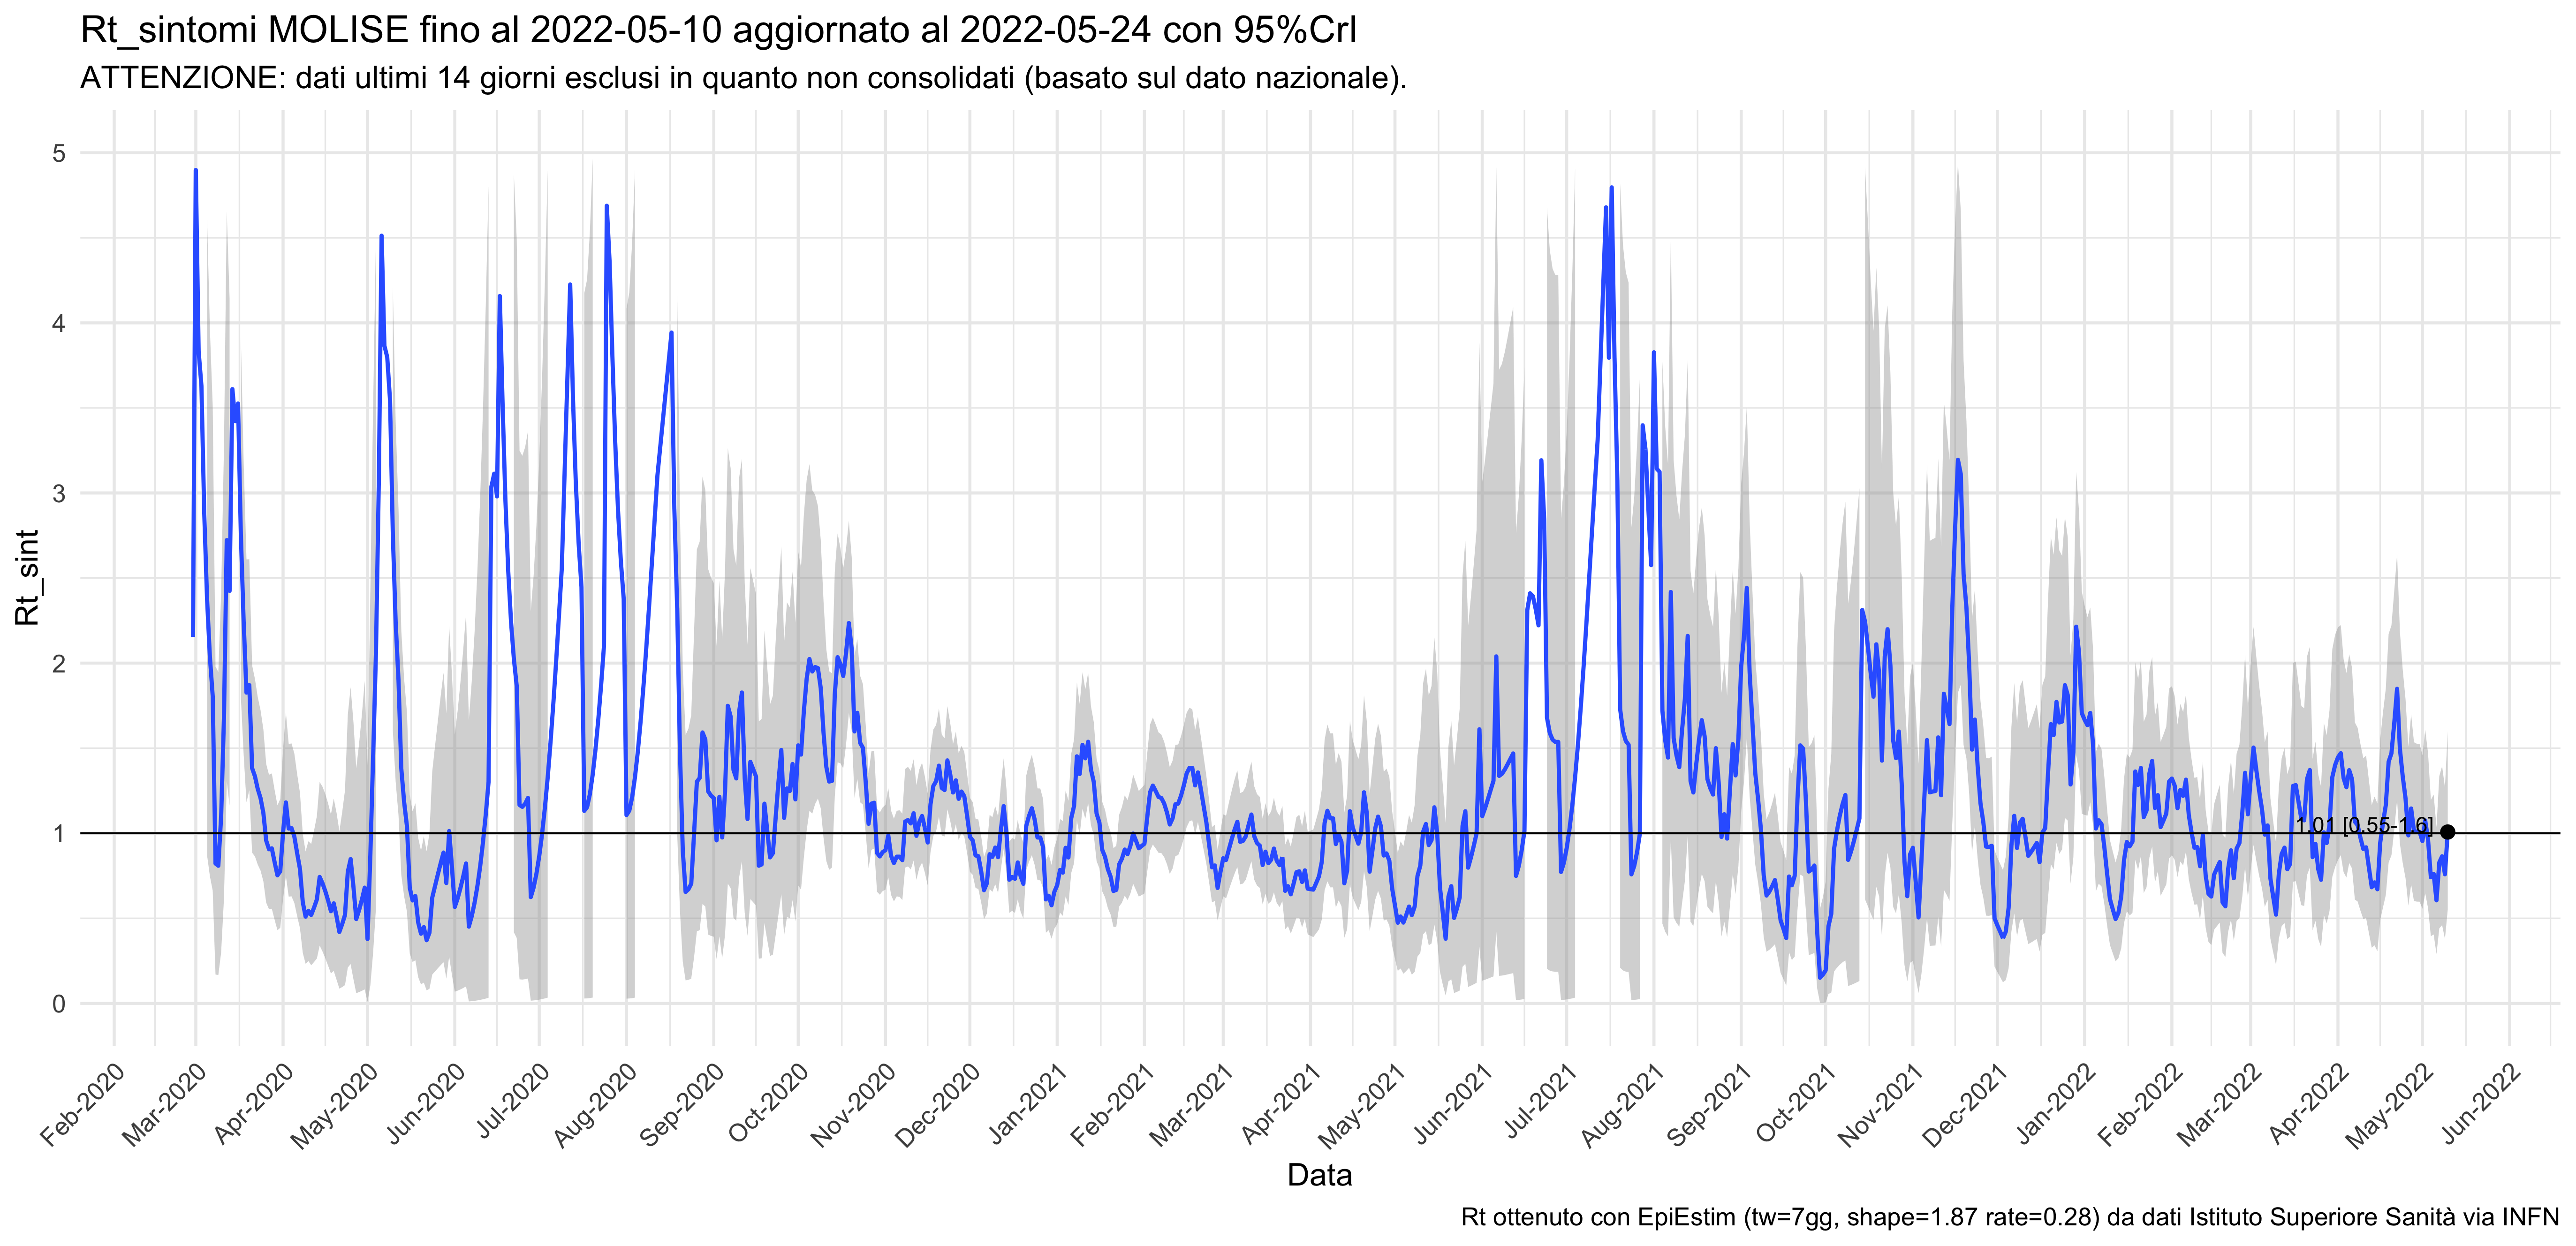 Rt_sintomi MOLISE fino al 2022-05-10 aggiornato al 2022-05-24 con 95%CrI
ATTENZIONE: dati ultimi 14 giorni esclusi in quanto non consolidati (basato sul dato nazionale).
5
4
3
2
1
0
Rt_sint
1.01 [0.55-1.6]
Feb-2020
Mar-2020
Apr-2020
May-2020
Jun-2020
Jul-2020
Aug-2020
Sep-2020
Oct-2020
Nov-2020
Dec-2020
Jan-2021
Feb-2021
Mar-2021
Apr-2021
May-2021
Jun-2021
Jul-2021
Aug-2021
Sep-2021
Oct-2021
Nov-2021
Dec-2021
Jan-2022
Feb-2022
Mar-2022
Apr-2022
May-2022
Jun-2022
Data
Rt ottenuto con EpiEstim (tw=7gg, shape=1.87 rate=0.28) da dati Istituto Superiore Sanità via INFN